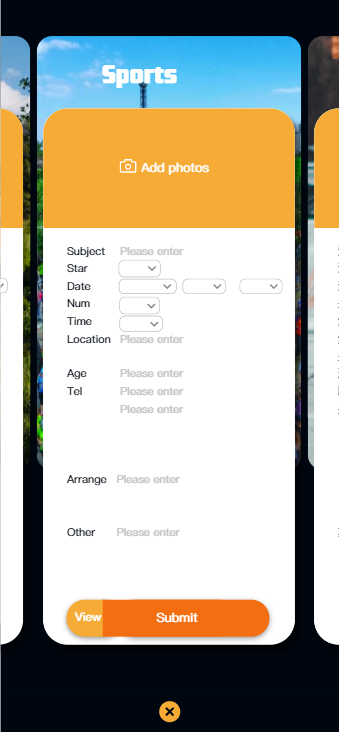 Sports
Add photos
Subject Please enter
Star
Date
Num
Time
Location Please enter
Age Please enter
Tel Please enter
Please enter
Arrange Please enter
Other Please enter
View Submit